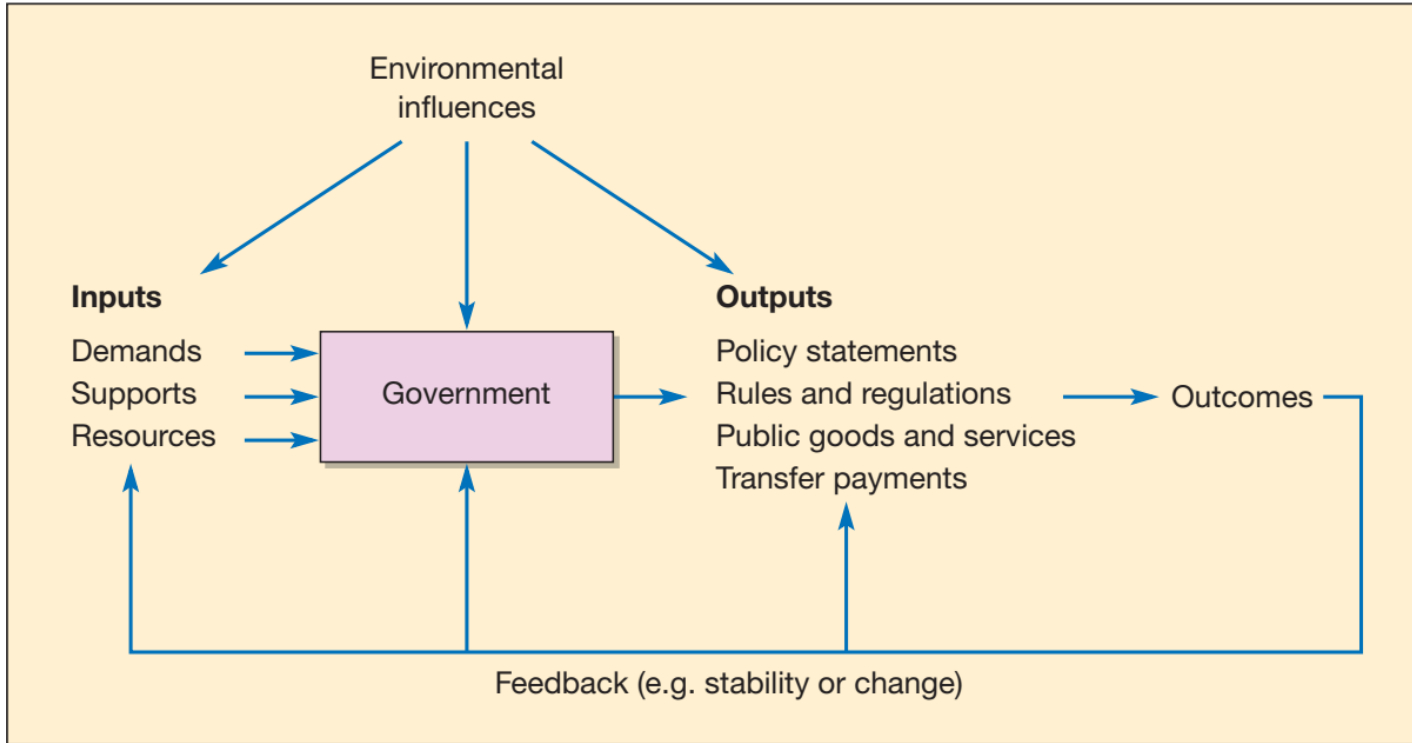 Environmental
influences
Inputs
Demands
Supports
Resources
Government
Outputs
Policy statements
Rules and regulations
Public goods and services
Transfer payments
Outcomes
Feedback (e.g. stability or change)